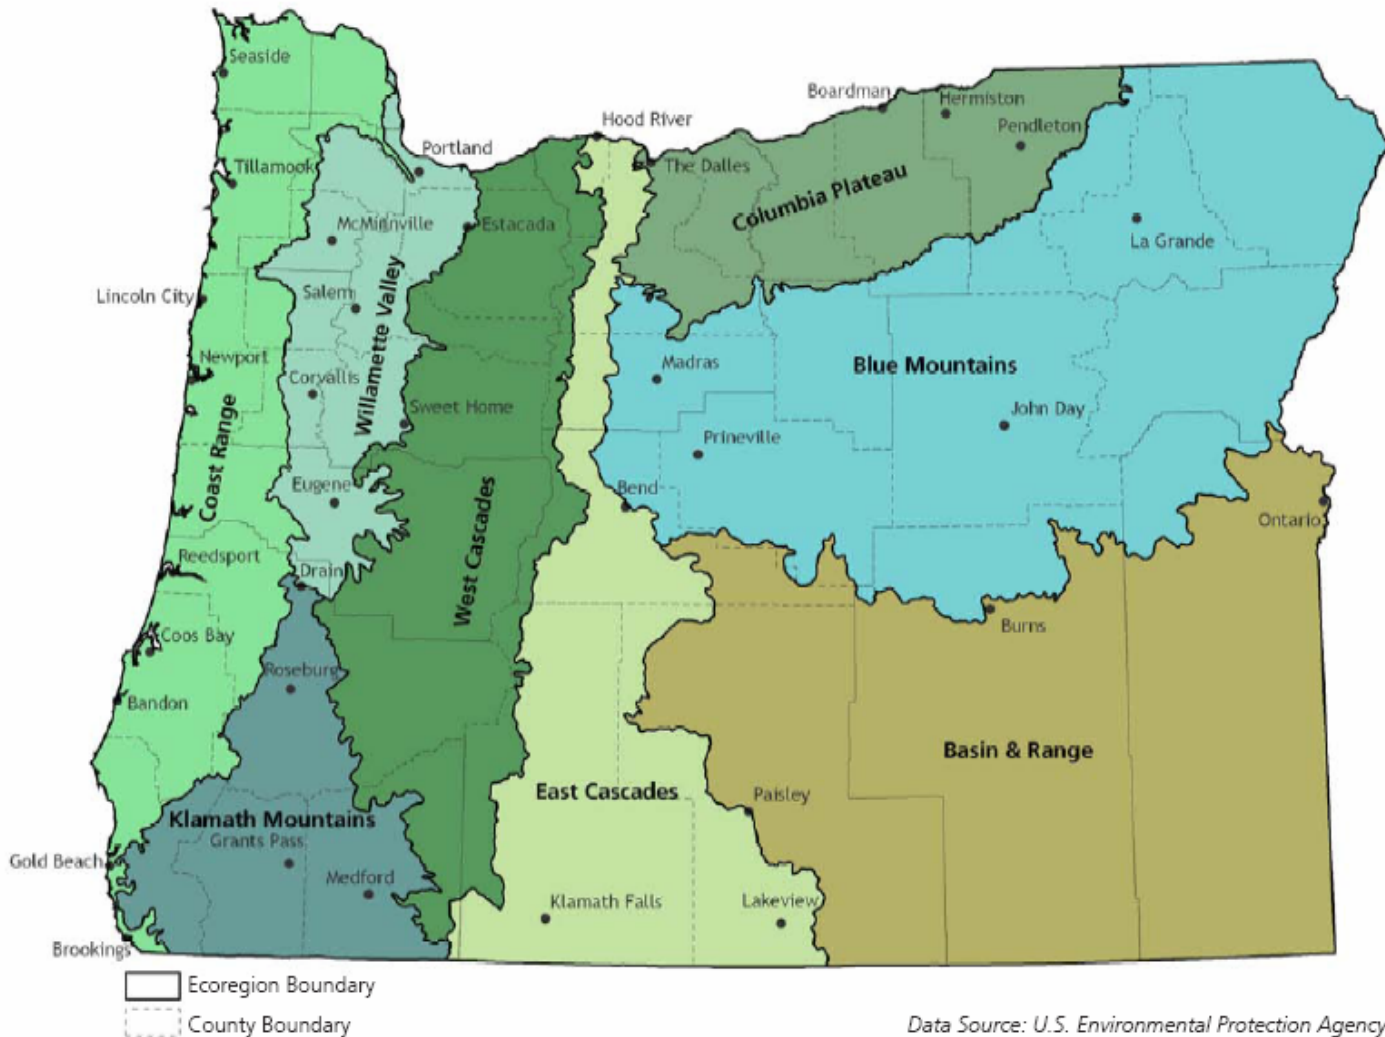 Seaside
Boardman
Hermiston
Hood River
Pendleton
Portland
Tillamook
The Dalles
Columbia Plateau
McMinnville
Estacada
La Grande
Salem
Lincoln City
Willamette Valley
Newport
Madras
Blue Mountains
Corvallis
Sweet Home
John Day
Prineville
Coast Range
Eugene
Bend
West Cascades
Ontario
Reedsport
Drain
Coos Bay
Burns
Roseburg
Bandon
Basin & Range
East Cascades
Paisley
Klamath Mountains
Grants Pass
Gold Beach
Medford
Klamath Falls
Lakeview
Brookings
Ecoregion Boundary
County Boundary
Data Source: U.S. Environmental Protection Agency